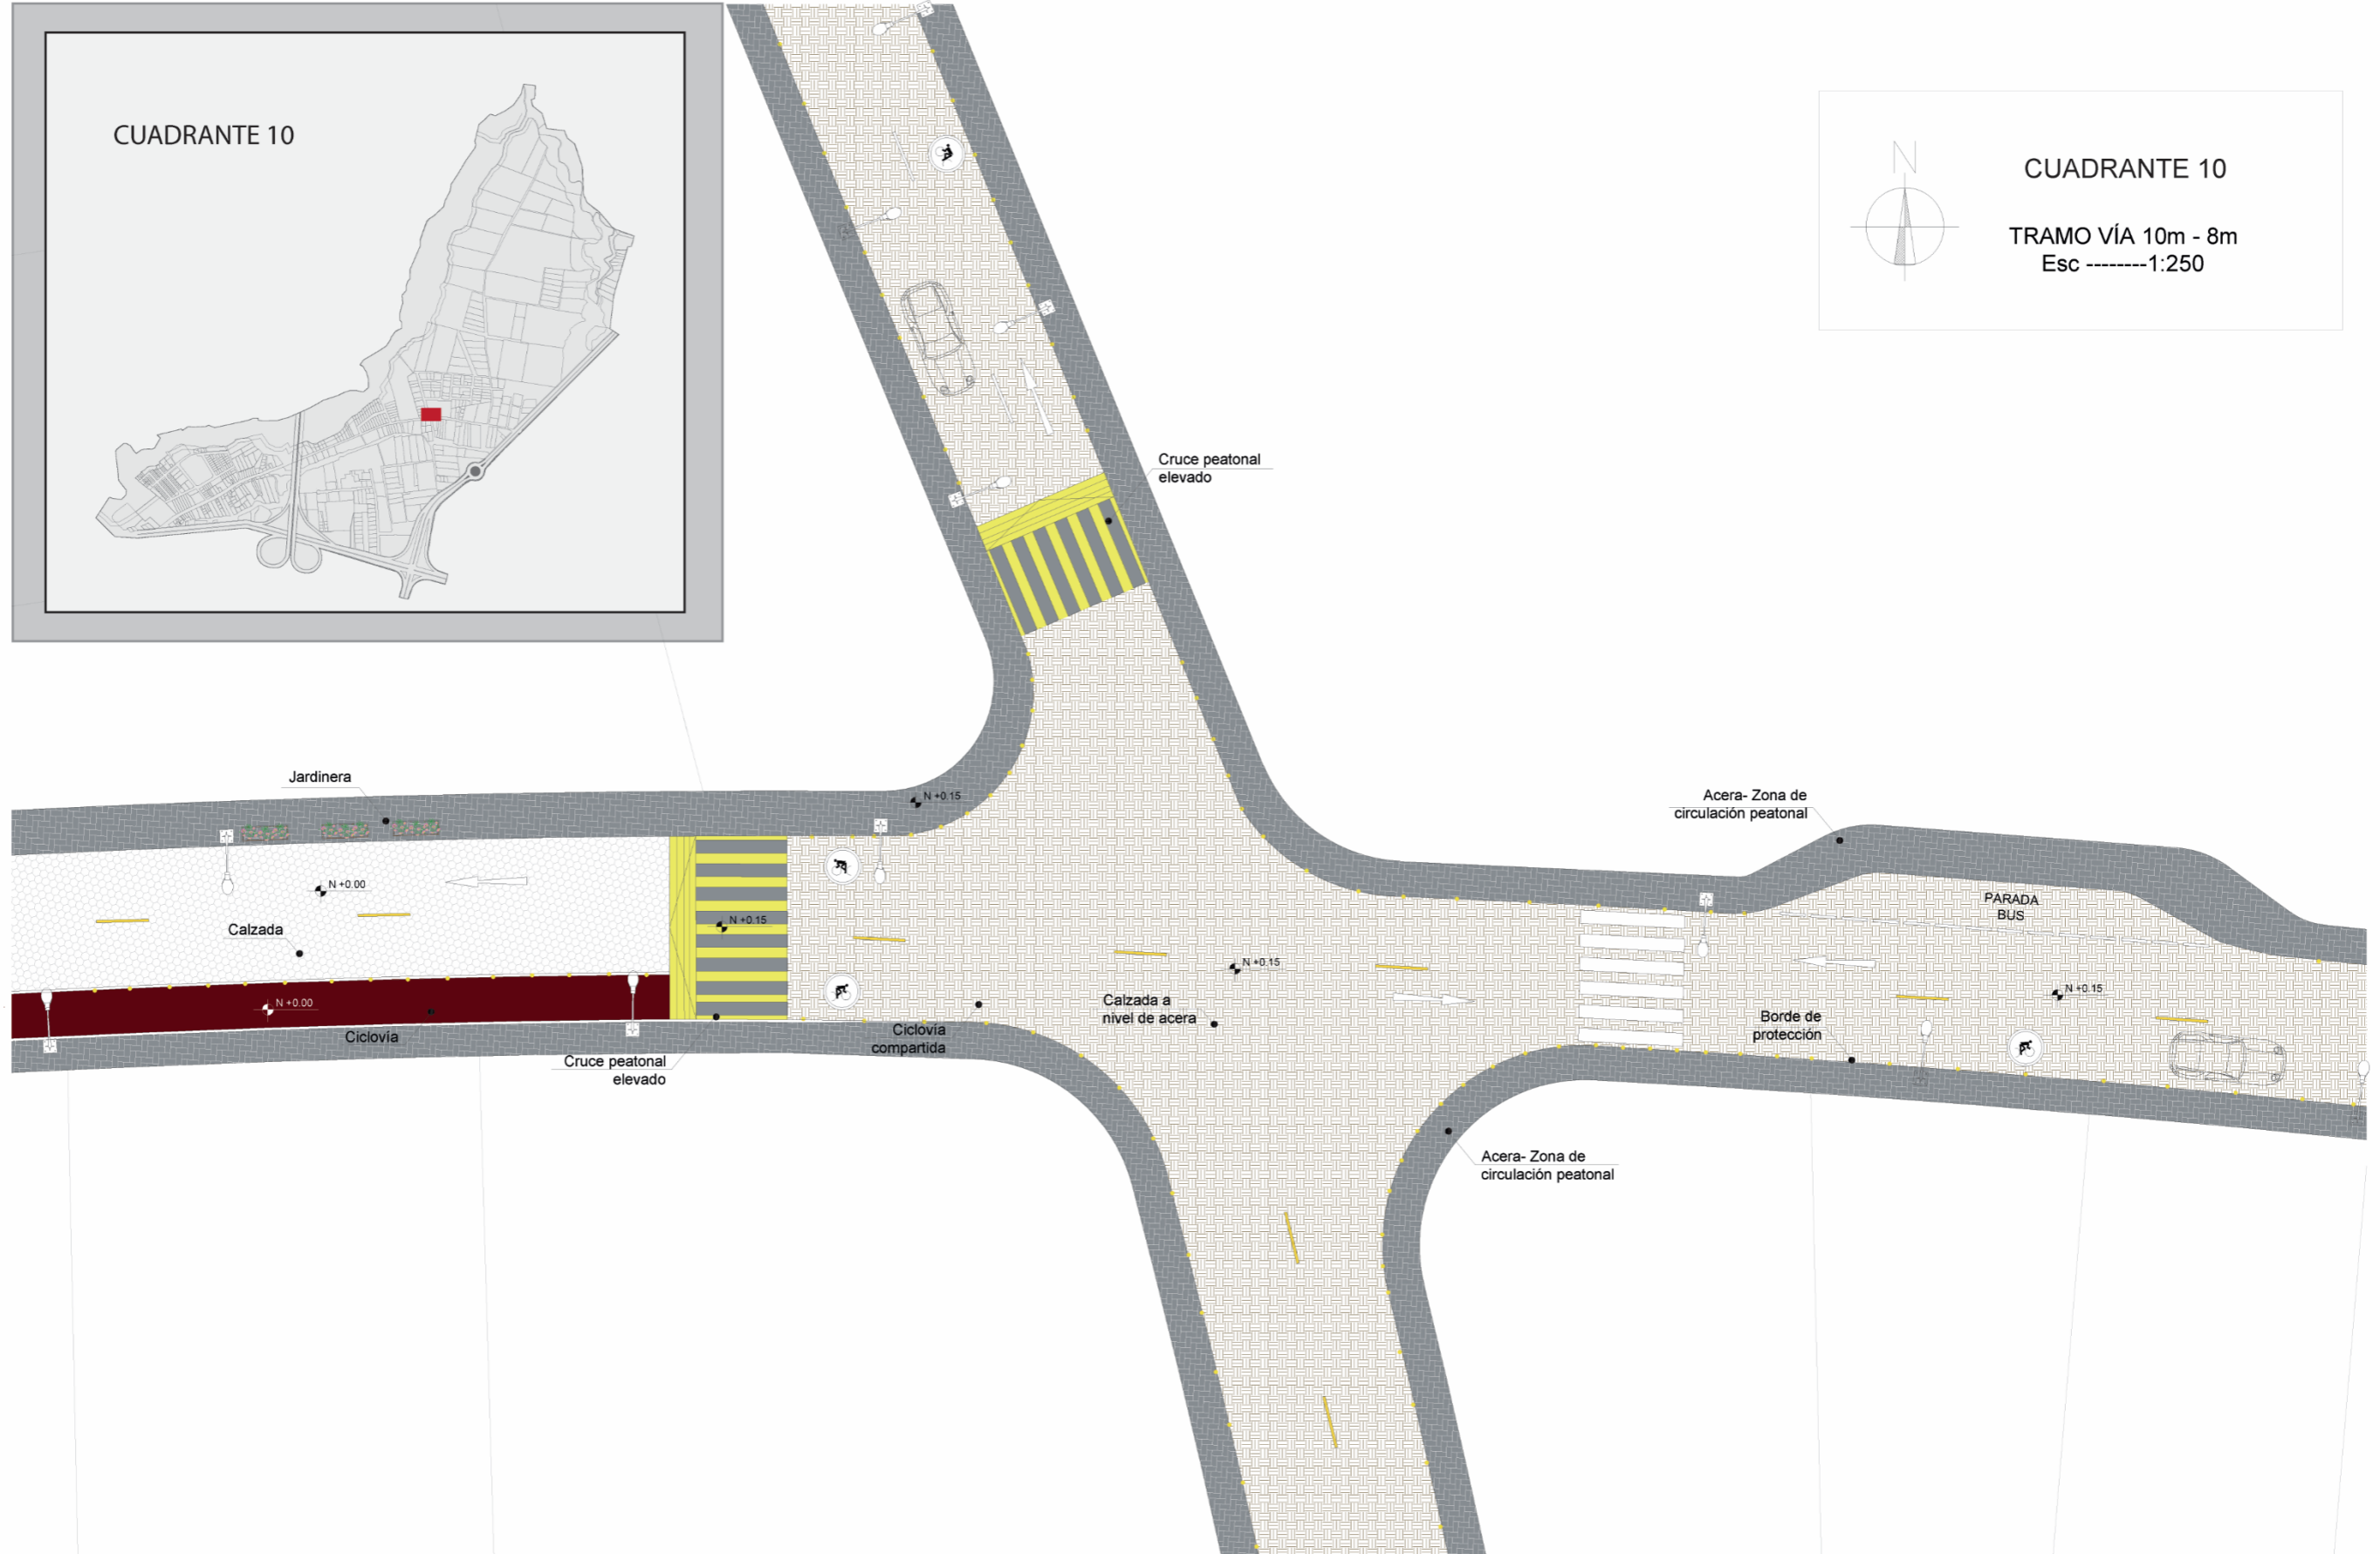 CUADRANTE 10
N
CUADRANTE 10
TRAMO VÍA 10m - 8m
Esc --------1:250
Cruce peatonal
elevado
Jardinera
N +0.15
Acera- Zona de
circulación peatonal
N +0.00
PARADA
BUS
Calzada
N +0.15
N +0.15
N +0.15
N +0.00
Calzada a
nivel de acera
Ciclovía
Ciclovía
compartida
Borde de
protección
Cruce peatonal
elevado
Acera- Zona de
circulación peatonal